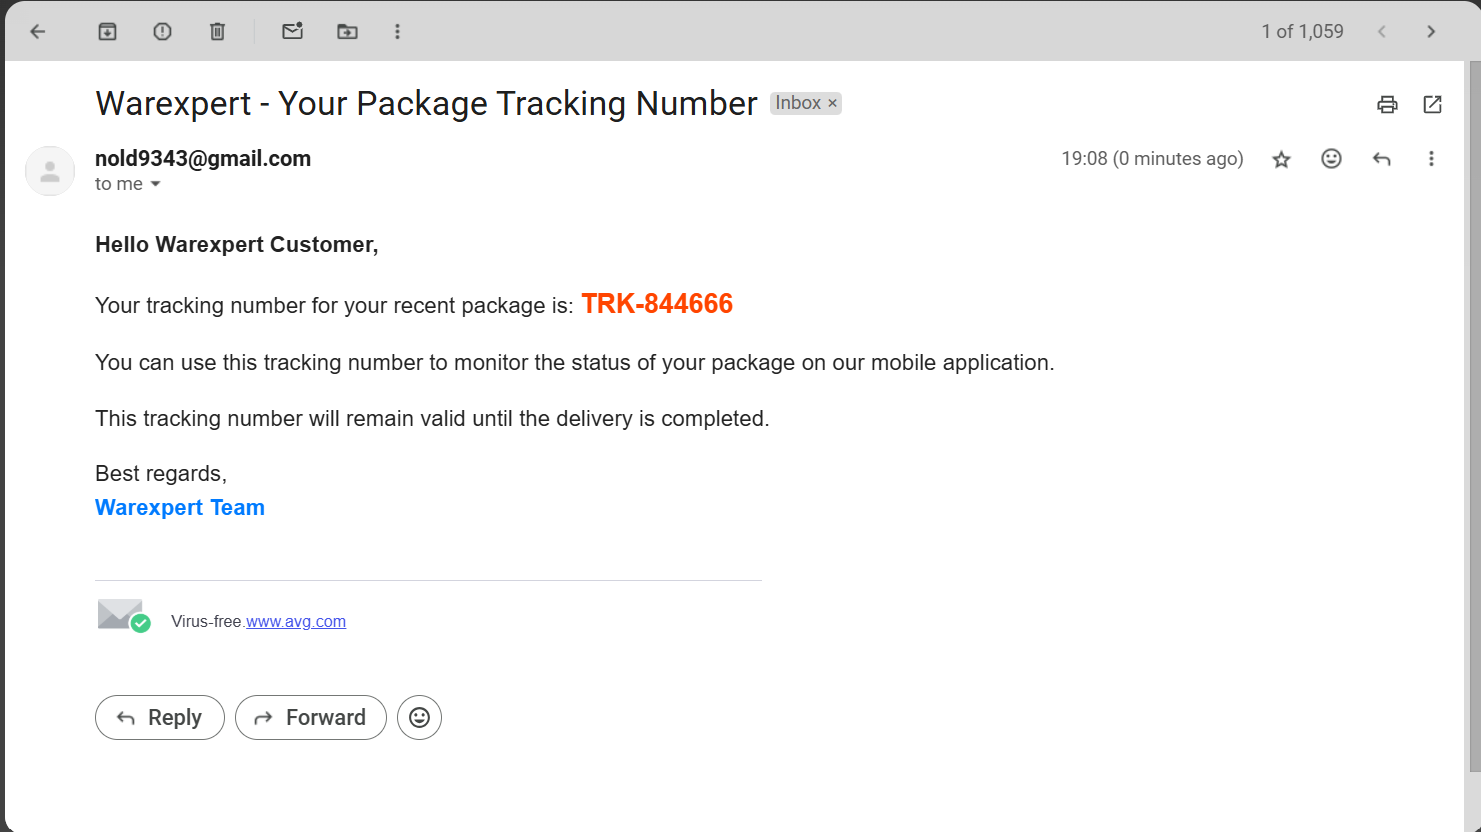 1 of 1,059
Warexpert - Your Package Tracking Number Inbox ×
nold9343@gmail.com 19:08 (0 minutes ago)
to me
Hello Warexpert Customer,
Your tracking number for your recent package is: TRK-844666
You can use this tracking number to monitor the status of your package on our mobile application.
This tracking number will remain valid until the delivery is completed.
Best regards,
Warexpert Team
Virus-free.www.avg.com
Reply Forward